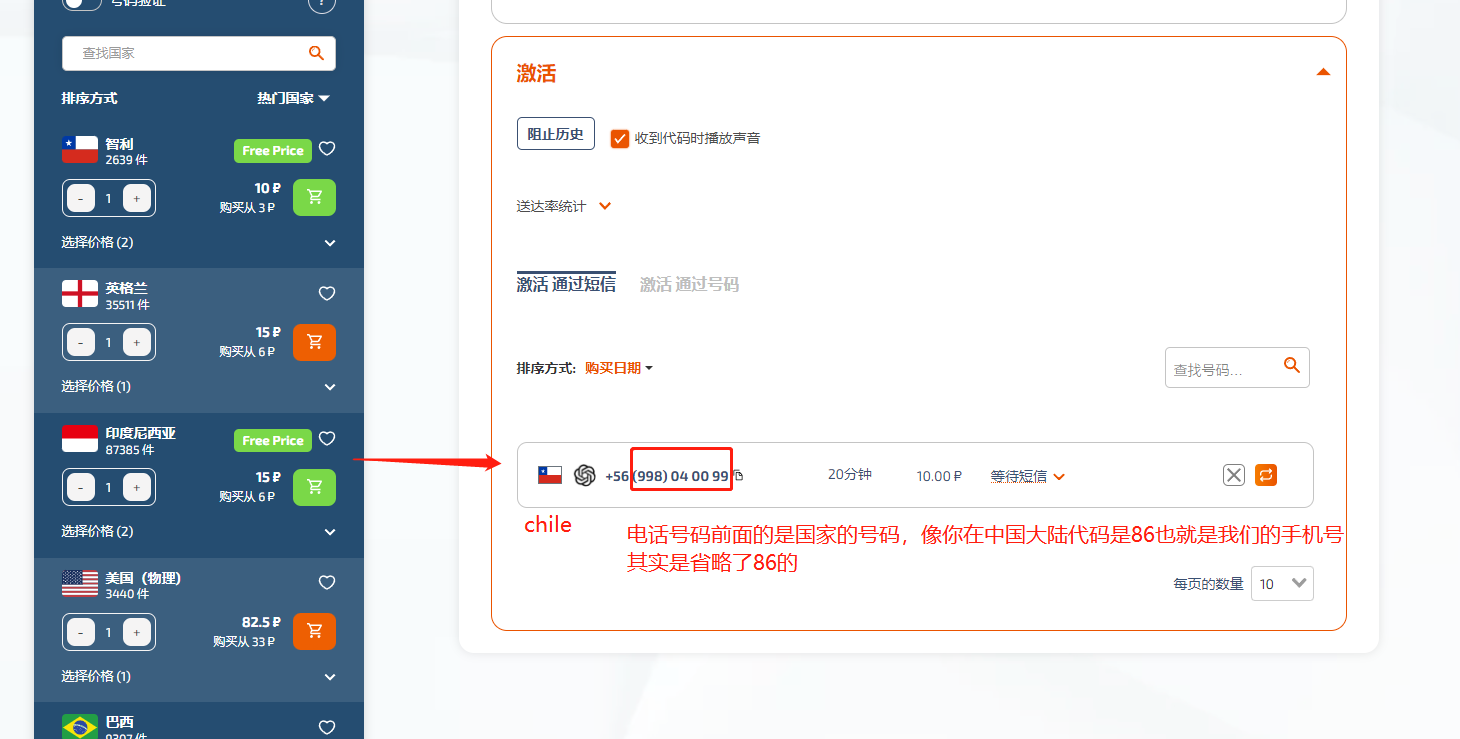 号码验证
?
查找国家
排序方式
热门国家
智利
2639 件
Free Price
- 1 +
10 ₽
购买从 3 ₽
选择价格 (2)
英格兰
35511 件
- 1 +
15 ₽
购买从 6 ₽
选择价格 (1)
印度尼西亚
87385 件
Free Price
- 1 +
15 ₽
购买从 6 ₽
选择价格 (2)
美国（物理）
3440 件
- 1 +
82.5 ₽
购买从 33 ₽
选择价格 (1)
巴西
9307 件
激活
阻止历史
收到代码时播放声音
送达率统计
激活 通过短信
激活 通过号码
排序方式: 购买日期
查找号码...
+56 (998) 04 00 99
20分钟
10.00 ₽
等待短信
chile
电话号码前面的是国家的号码，像你在中国大陆代码是86也就是我们的手机号
其实是省略了86的
每页的数量
10